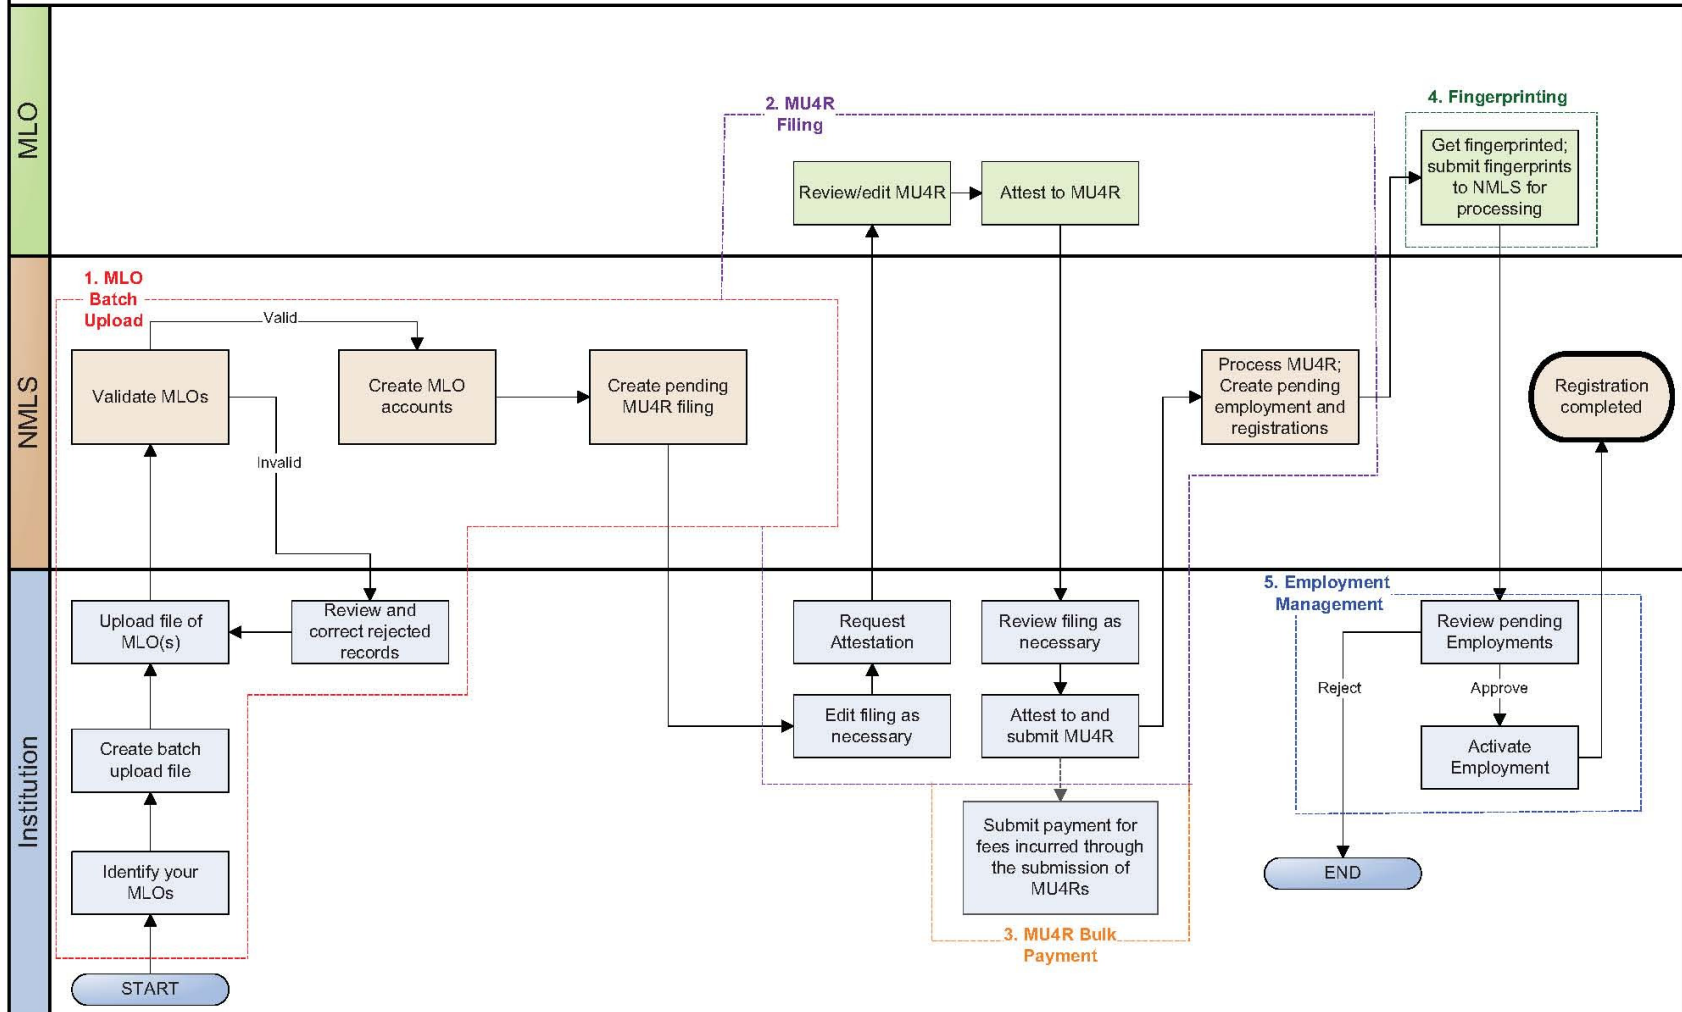 MLO
2. MU4R
Filing
4. Fingerprinting
Review/edit MU4R
Attest to MU4R
Get fingerprinted;
submit fingerprints
to NMLS for
processing
NMLS
1. MLO
Batch
Upload
Valid
Validate MLOs
Invalid
Create MLO
accounts
Create pending
MU4R filing
Process MU4R;
Create pending
employment and
registrations
Registration
completed
Institution
Upload file of
MLO(s)
Review and
correct rejected
records
Create batch
upload file
Identify your
MLOs
START
Request
Attestation
Edit filing as
necessary
Review filing as
necessary
Attest to and
submit MU4R
Submit payment for
fees incurred through
the submission of
MU4Rs
3. MU4R Bulk
Payment
5. Employment
Management
Review pending
Employments
Reject
Approve
Activate
Employment
END